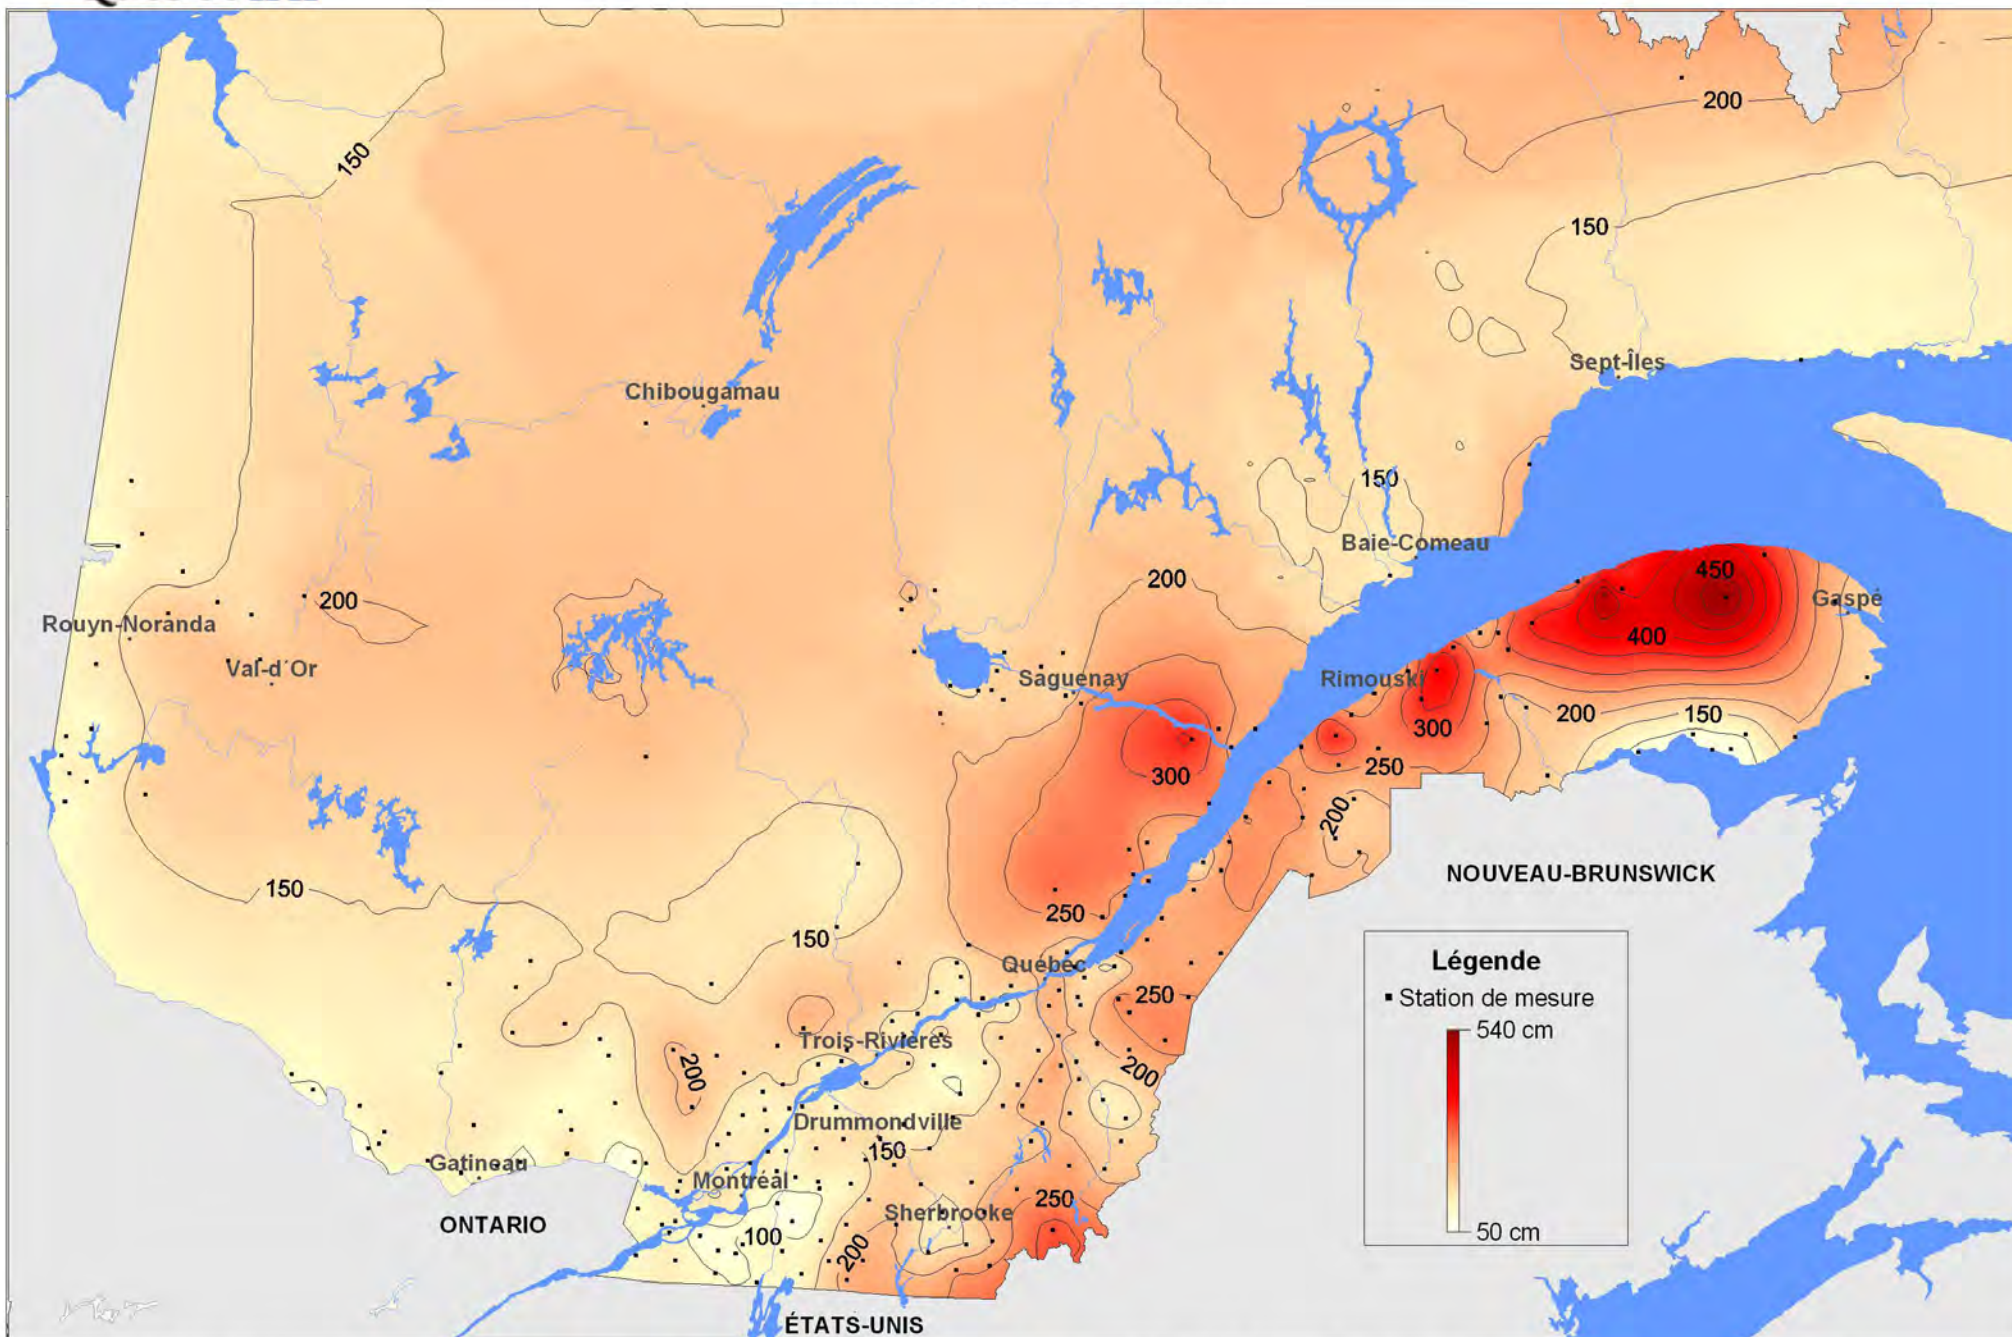 200
150
150
Sept-Îles
Chibougamau
150
Baie-Comeau
200
450
200
Gaspé
Rouyn-Noranda
400
Val-d'Or
Saguenay
Rimouski
200
150
300
250
300
200
150
NOUVEAU-BRUNSWICK
250
150
Québec
Légende
Station de mesure
540 cm
50 cm
250
Trois-Rivières
200
200
Drummondville
150
Gatineau
Montréal
250
Sherbrooke
ONTARIO
100
200
ÉTATS-UNIS